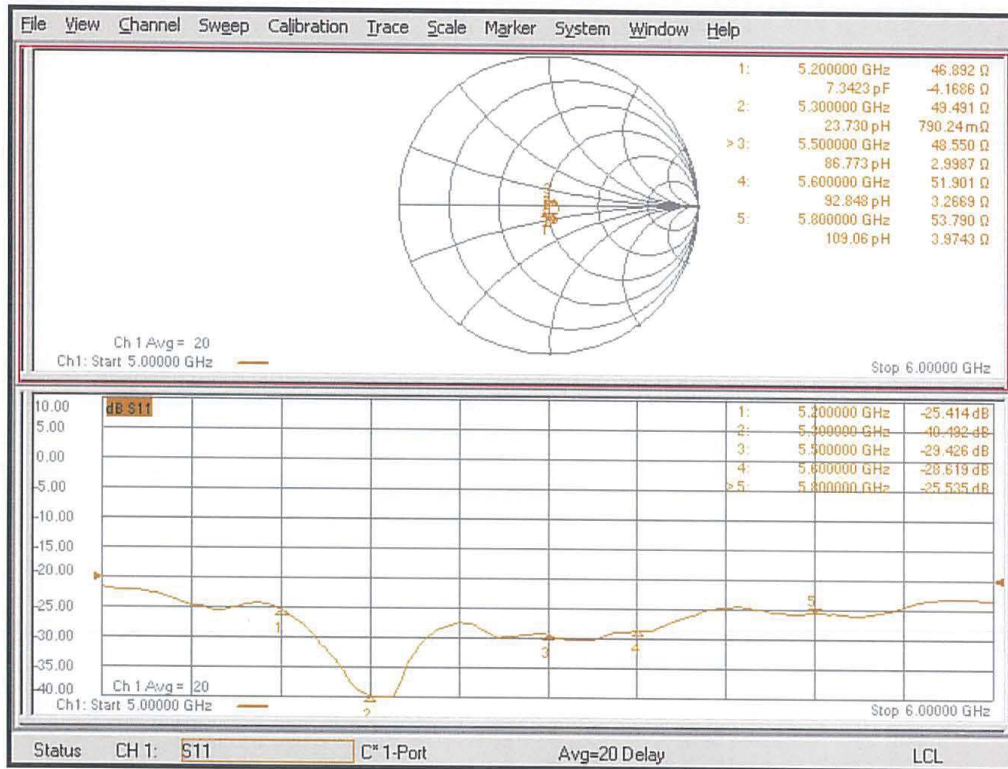 File View Channel Sweep Calibration Trace Scale Marker System Window Help
1: 5.200000 GHz 46.892 Ω
7.3423 pF -4.1686 Ω
2: 5.300000 GHz 49.491 Ω
23.730 pH 790.24 mΩ
> 3: 5.500000 GHz 48.550 Ω
86.773 pH 2.9987 Ω
4: 5.600000 GHz 51.901 Ω
92.848 pH 3.2669 Ω
5: 5.800000 GHz 53.790 Ω
109.06 pH 3.9743 Ω
Ch 1 Avg = 20
Ch1: Start 5.00000 GHz
Stop 6.00000 GHz
dB S11
10.00
5.00
0.00
-5.00
-10.00
-15.00
-20.00
-25.00
-30.00
-35.00
-40.00
1: 5.200000 GHz -25.414 dB
2: 5.300000 GHz -40.492 dB
3: 5.500000 GHz -29.426 dB
4: 5.600000 GHz -28.619 dB
> 5: 5.800000 GHz -25.535 dB
1
2
3
4
5
Ch 1 Avg = 20
Ch1: Start 5.00000 GHz
Stop 6.00000 GHz
Status CH 1: S11 C* 1-Port Avg=20 Delay LCL